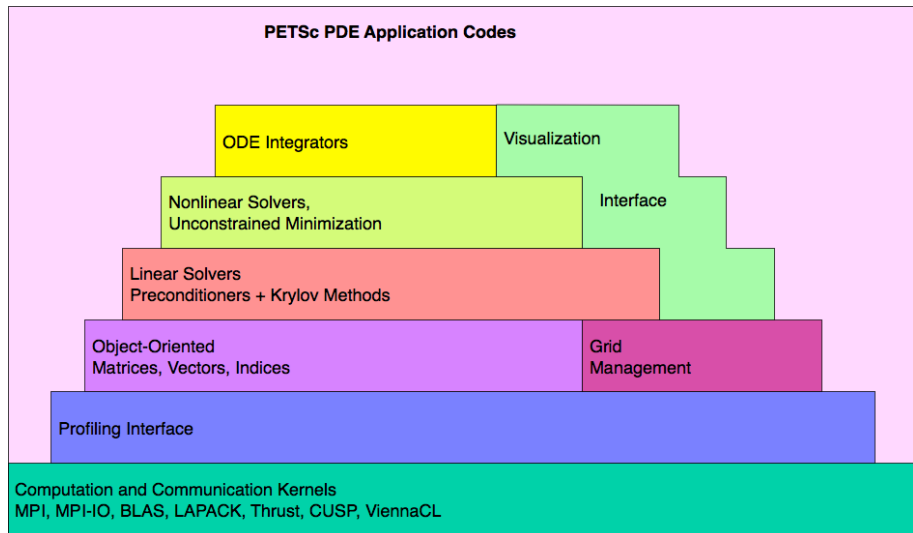 PETSc PDE Application Codes
ODE Integrators
Visualization
Nonlinear Solvers,
Unconstrained Minimization
Interface
Linear Solvers
Preconditioners + Krylov Methods
Object-Oriented
Matrices, Vectors, Indices
Grid
Management
Profiling Interface
Computation and Communication Kernels
MPI, MPI-IO, BLAS, LAPACK, Thrust, CUSP, ViennaCL